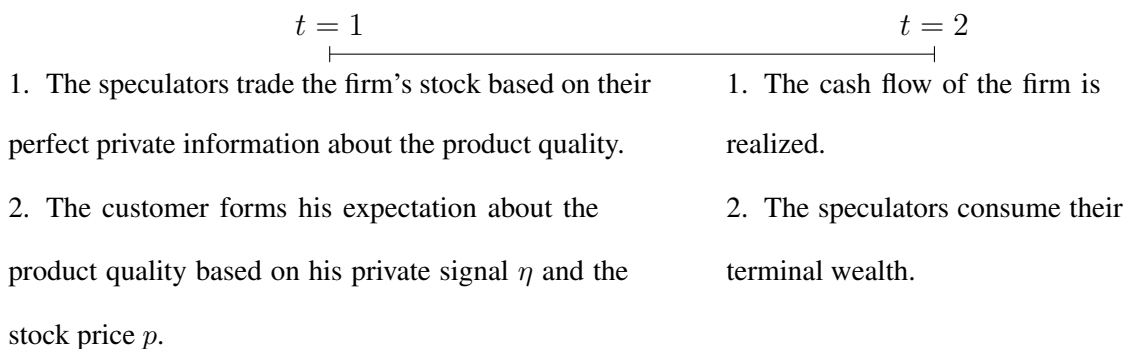 t = 1
t = 2
1. The speculators trade the firm's stock based on their
perfect private information about the product quality.
2. The customer forms his expectation about the
product quality based on his private signal η and the
stock price p.
1. The cash flow of the firm is
realized.
2. The speculators consume their
terminal wealth.